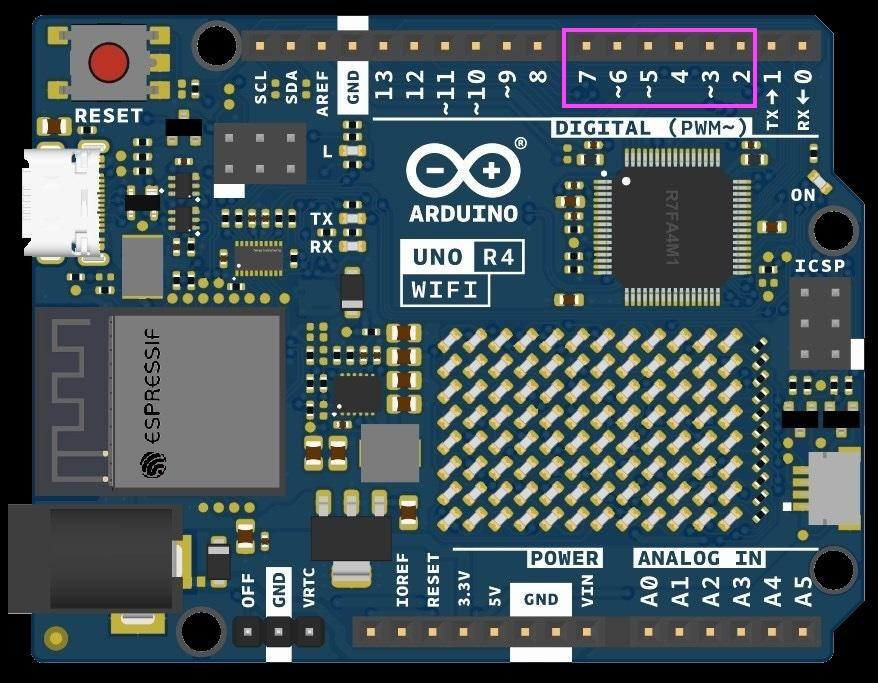 RESET
SCL
SDA
AREF
GND
13
12
~11
~10
~9
8
7
~6
~5
4
~3
2
TX→1
RX←0
DIGITAL (PWM~)
L
®
ARDUINO
TX
RX
UNO R4
WIFI
R7FA4M1
ON
ICSP
ESPRESSIF
OFF
GND
VRTC
IOREF
RESET
3.3V
5V
GND
VIN
POWER
ANALOG IN
A0
A1
A2
A3
A4
A5